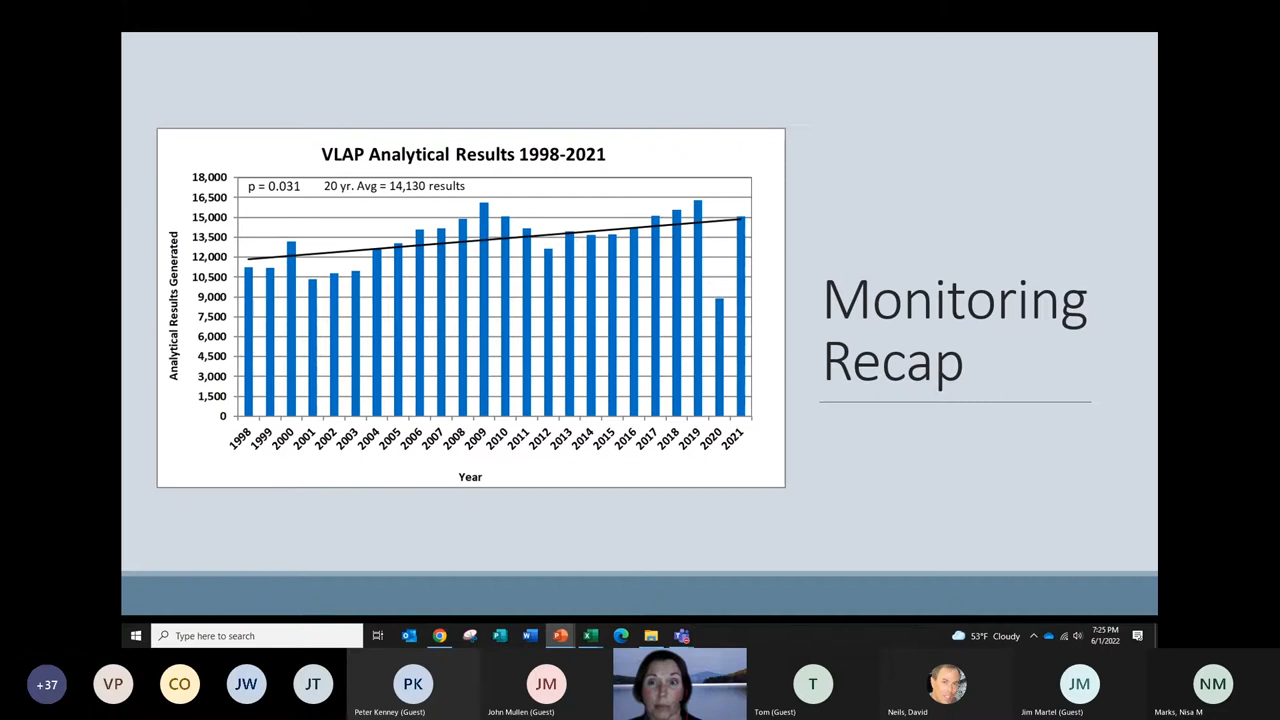 VLAP Analytical Results 1998-2021
p = 0.031
20 yr. Avg = 14,130 results
18,000
16,500
15,000
13,500
12,000
10,500
9,000
7,500
6,000
4,500
3,000
1,500
0
Analytical Results Generated
1998
1999
2000
2001
2002
2003
2004
2005
2006
2007
2008
2009
2010
2011
2012
2013
2014
2015
2016
2017
2018
2019
2020
2021
Year
Monitoring
Recap
Type here to search
53°F Cloudy
7:25 PM
6/1/2022
+37
VP
CO
JW
JT
PK
Peter Kenney (Guest)
JM
John Mullen (Guest)
T
Tom (Guest)
Neils, David
JM
Jim Martel (Guest)
NM
Marks, Nisa M